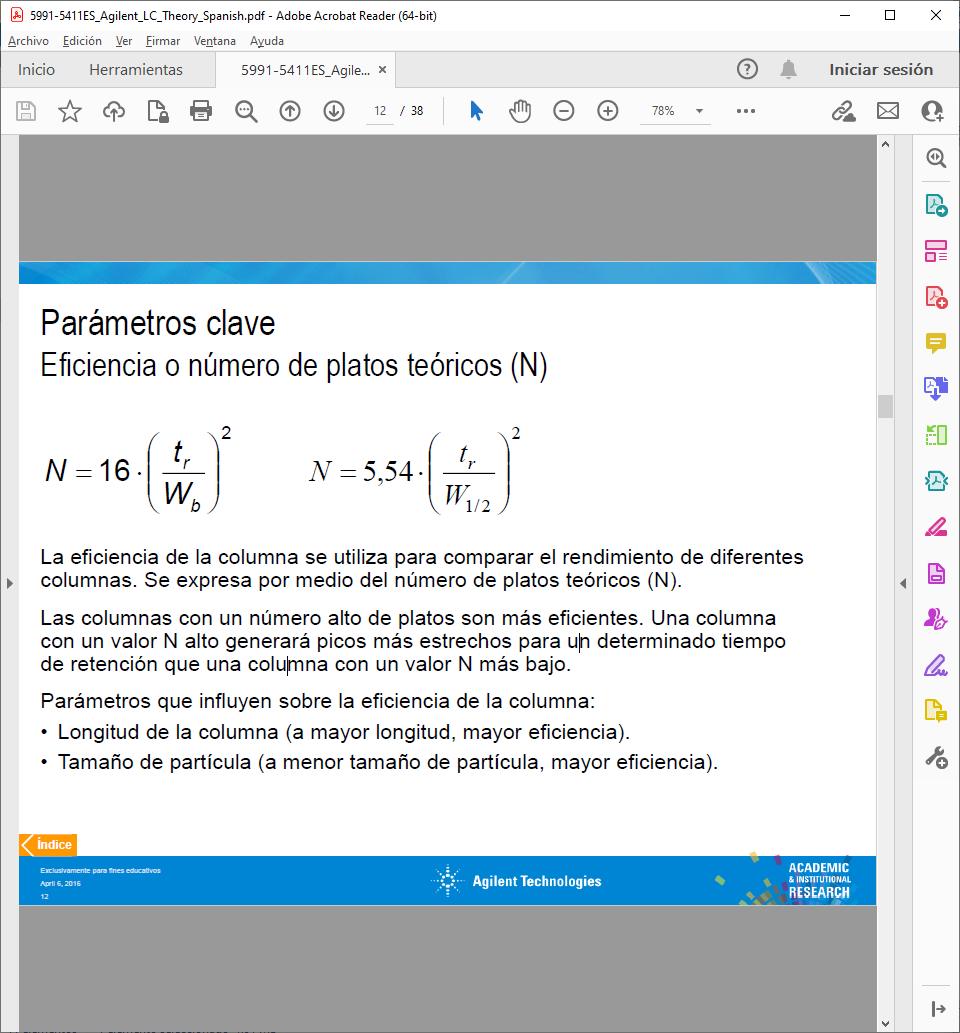 5991-5411ES_Agilent_LC_Theory_Spanish.pdf - Adobe Acrobat Reader (64-bit)
Archivo Edición Ver Firmar Ventana Ayuda
Inicio Herramientas 5991-5411ES_Agile... × Iniciar sesión
12 / 38 78%
Parámetros clave
Eficiencia o número de platos teóricos (N)
N = 16 · (t_r / W_b)^2 N = 5,54 · (t_r / W_1/2)^2
La eficiencia de la columna se utiliza para comparar el rendimiento de diferentes
columnas. Se expresa por medio del número de platos teóricos (N).
Las columnas con un número alto de platos son más eficientes. Una columna
con un valor N alto generará picos más estrechos para un determinado tiempo
de retención que una columna con un valor N más bajo.
Parámetros que influyen sobre la eficiencia de la columna:
• Longitud de la columna (a mayor longitud, mayor eficiencia).
• Tamaño de partícula (a menor tamaño de partícula, mayor eficiencia).
Índice
Exclusivamente para fines educativos
April 6, 2016
12
Agilent Technologies
ACADEMIC
& INSTITUTIONAL
RESEARCH